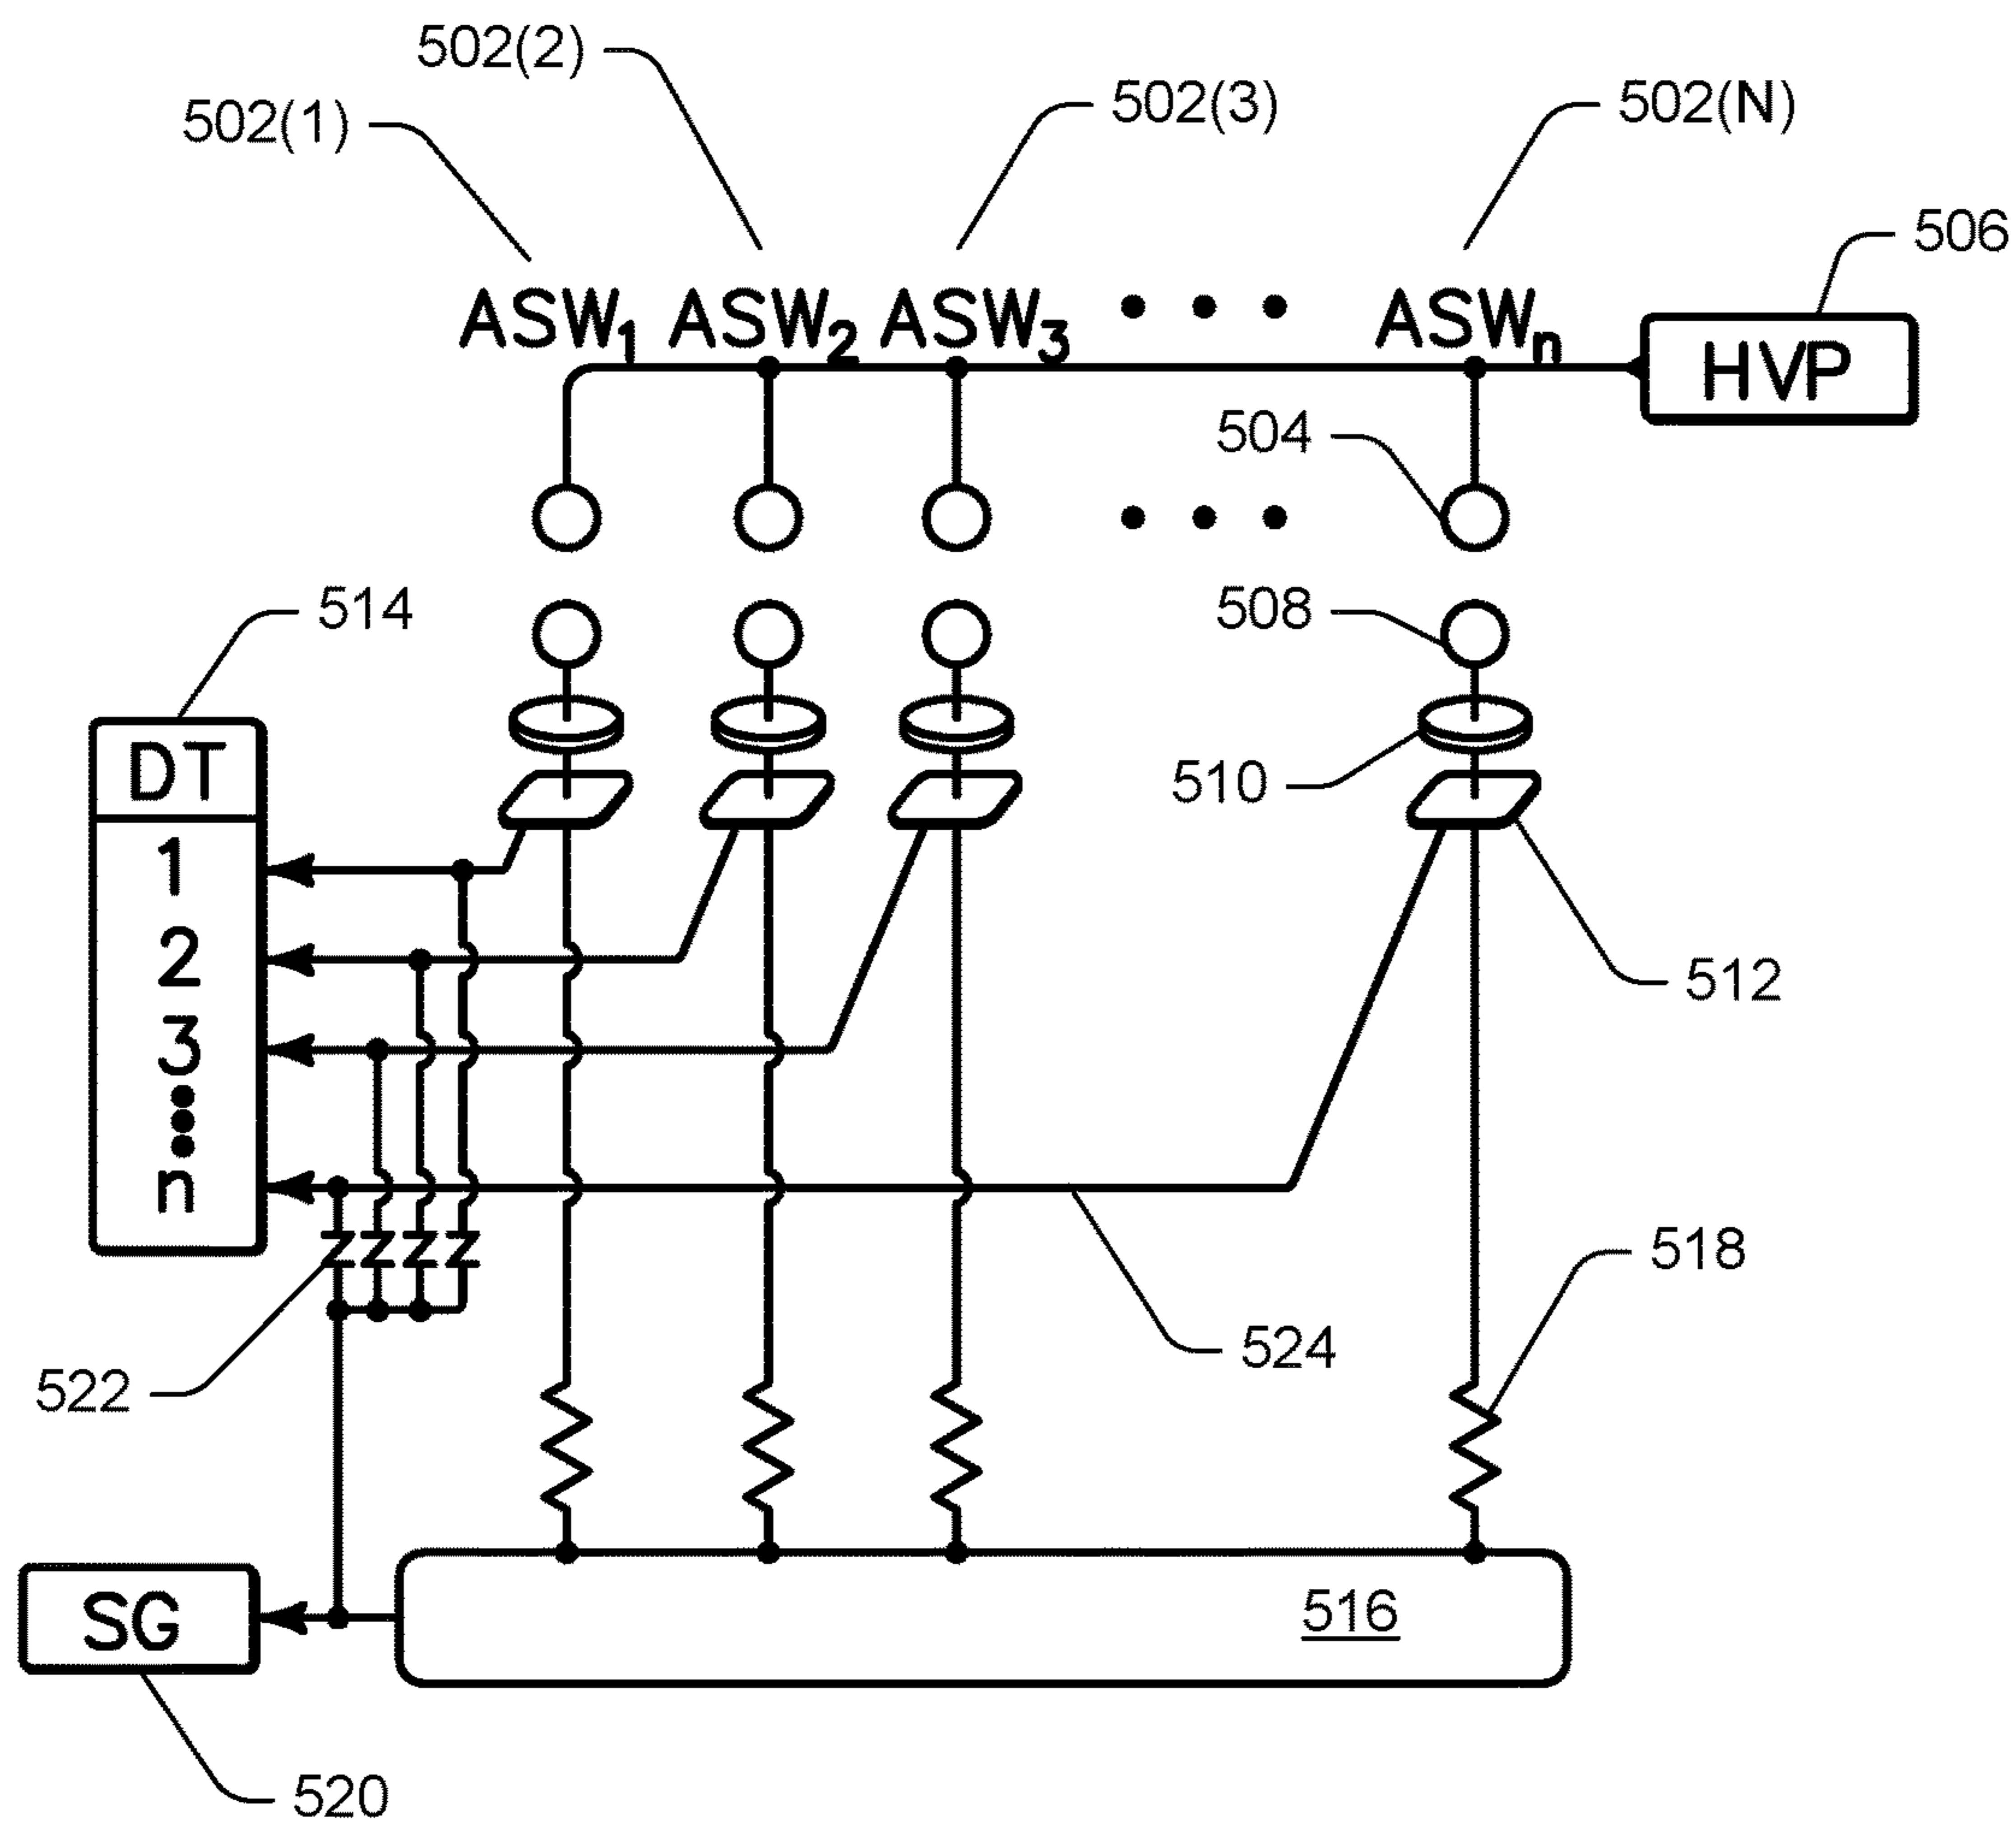 502(2)
502(1)
502(3)
502(N)
506
ASW1 ASW2 ASW3 • • • ASWn
HVP
504
• • •
514
508
DT
510
1
2
512
3
n
518
Z Z Z Z
524
522
SG
516
520